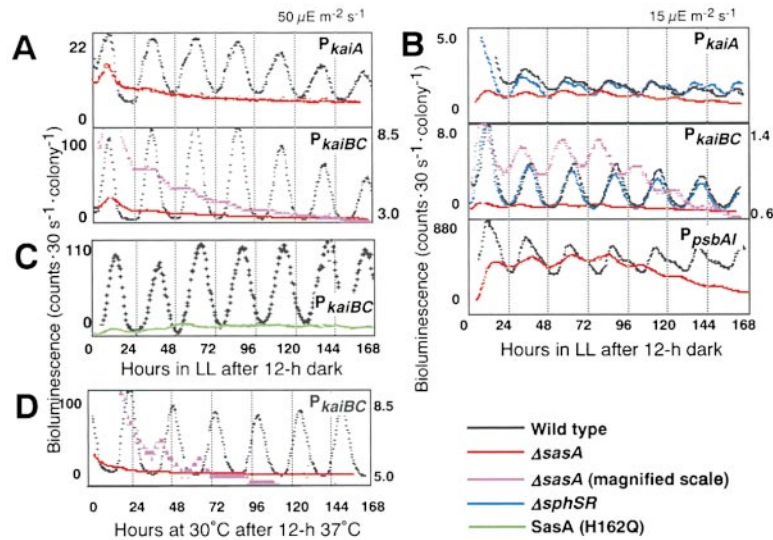 50 µE m-2 s-1
15 µE m-2 s-1
A
PkaiA
22
0
PkaiBC
100
0
8.5
3.0
C
PkaiBC
110
0
0 24 48 72 96 120 144 168
Hours in LL after 12-h dark
D
PkaiBC
100
0
8.5
5.0
0 24 48 72 96 120 144 168
Hours at 30˚C after 12-h 37˚C
Bioluminescence (counts·30 s-1·colony-1)
B
PkaiA
5.0
0
PkaiBC
8.0
0
1.4
0.6
PpsbAI
880
0
0 24 48 72 96 120 144 168
Hours in LL after 12-h dark
Bioluminescence (counts·30 s-1·colony-1)
Wild type
ΔsasA
ΔsasA (magnified scale)
ΔsphSR
SasA (H162Q)